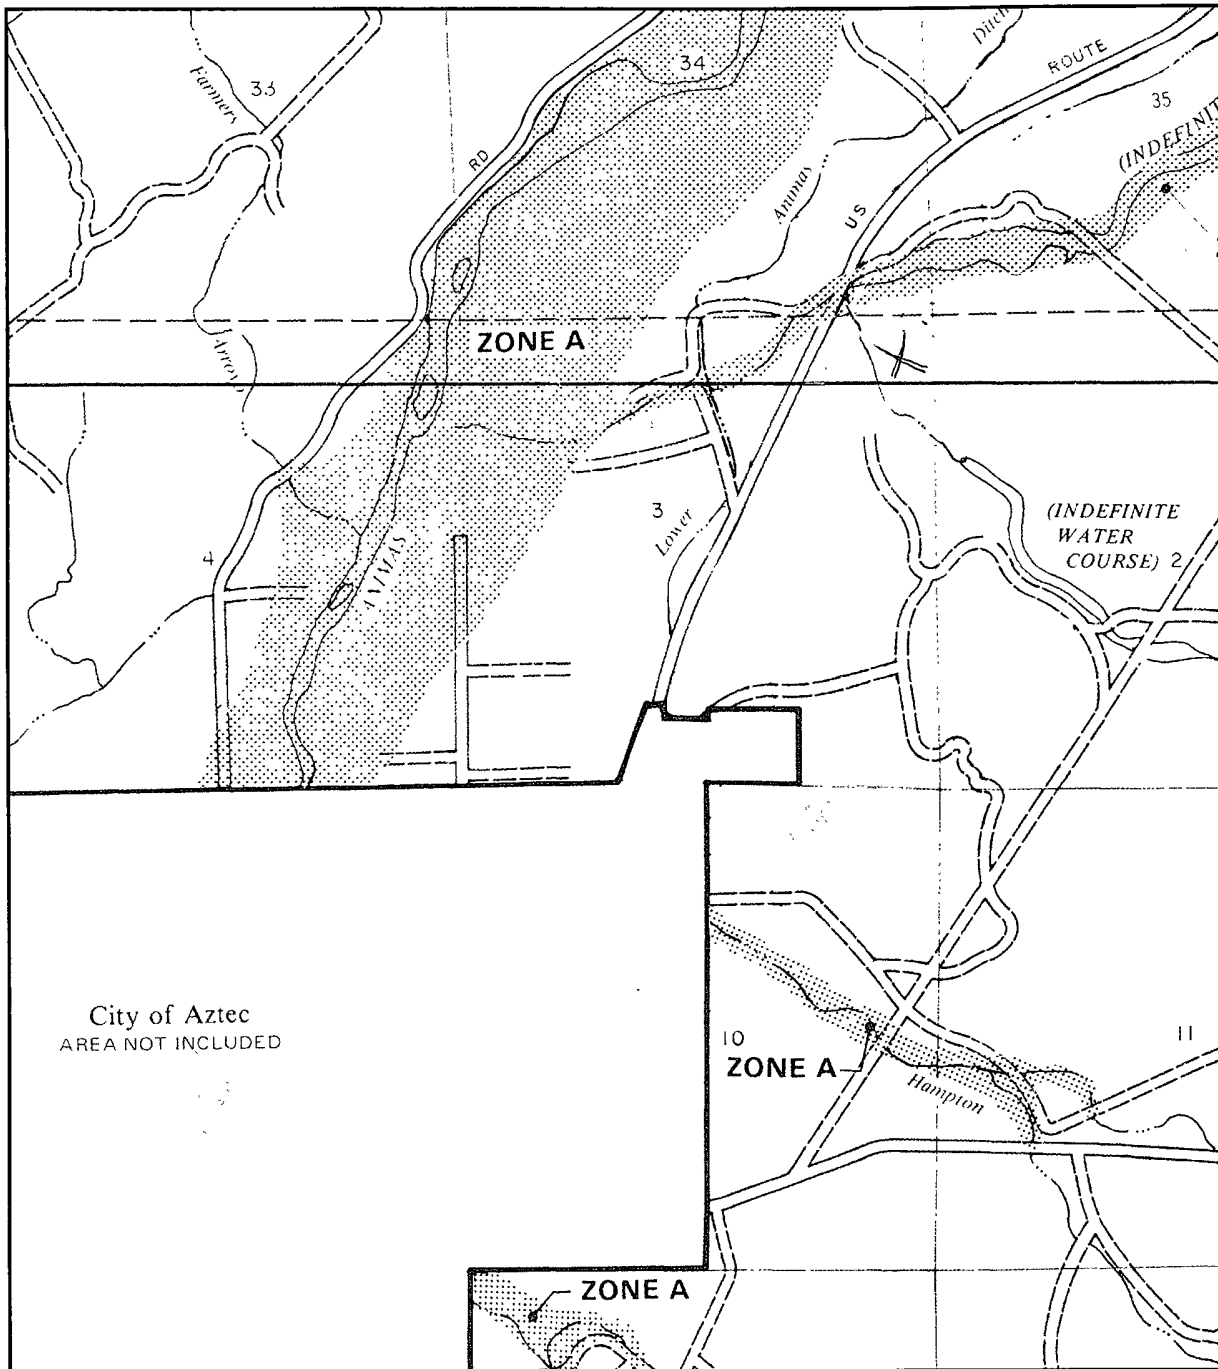 33
Farmers
34
RD
Ditch
ROUTE
US
35
(INDEFINIT
Animas
ZONE A
Arroyo
4
ANIMAS
3
Lower
(INDEFINITE
WATER
COURSE) 2
City of Aztec
AREA NOT INCLUDED
10
ZONE A
11
Hampton
ZONE A